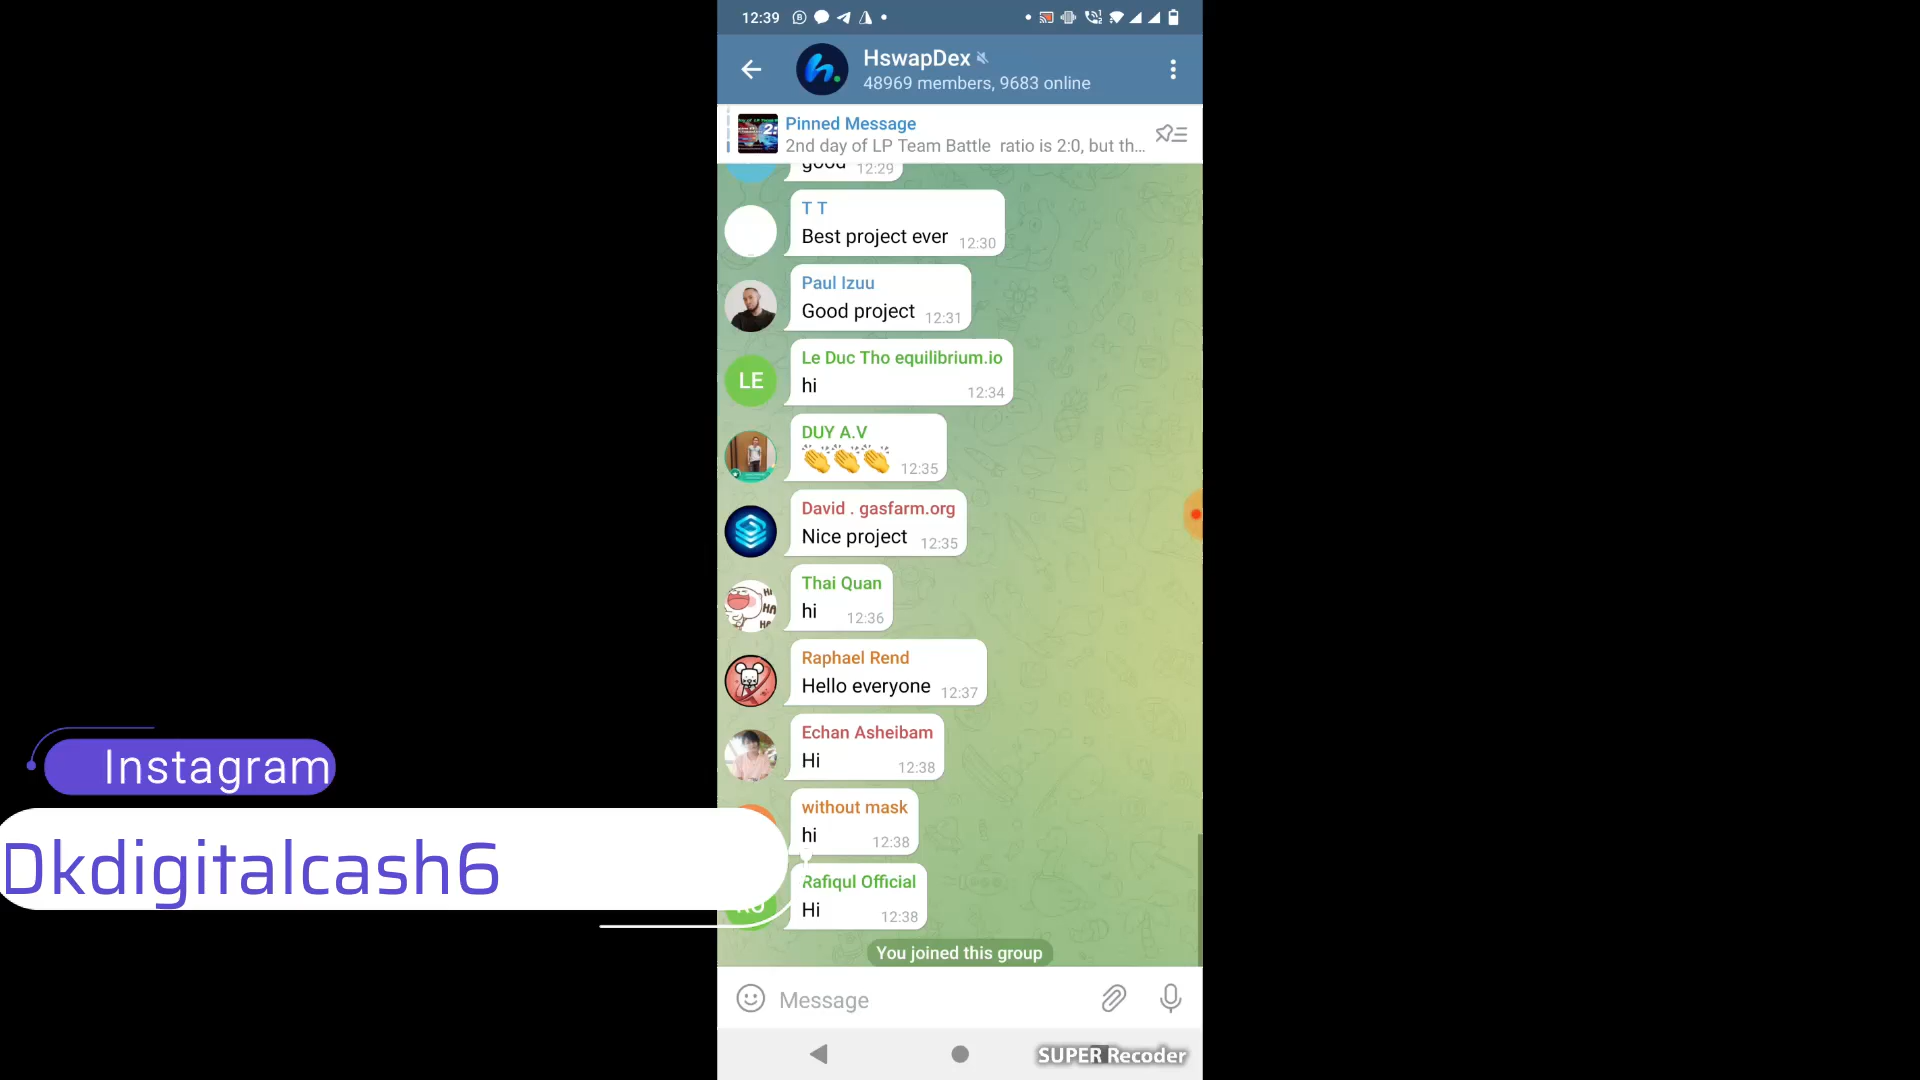 12:39
HswapDex
48969 members, 9683 online
Pinned Message
2nd day of LP Team Battle ratio is 2:0, but th...
good 12:29
T T
Best project ever 12:30
Paul Izuu
Good project 12:31
LE
Le Duc Tho equilibrium.io
hi 12:34
DUY A.V
👏👏👏 12:35
David . gasfarm.org
Nice project 12:35
Thai Quan
hi 12:36
Raphael Rend
Hello everyone 12:37
Echan Asheibam
Hi 12:38
without mask
hi 12:38
Rafiqul Official
Hi 12:38
You joined this group
Message
SUPER Recoder
Instagram
Dkdigitalcash6